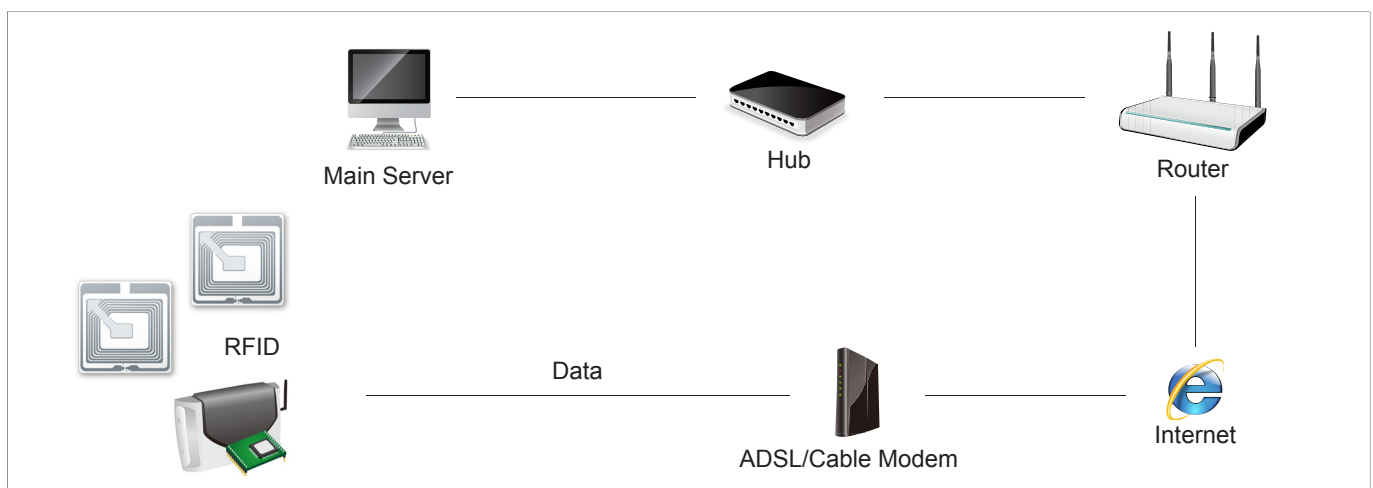 Main Server
Hub
Router
RFID
Data
ADSL/Cable Modem
Internet